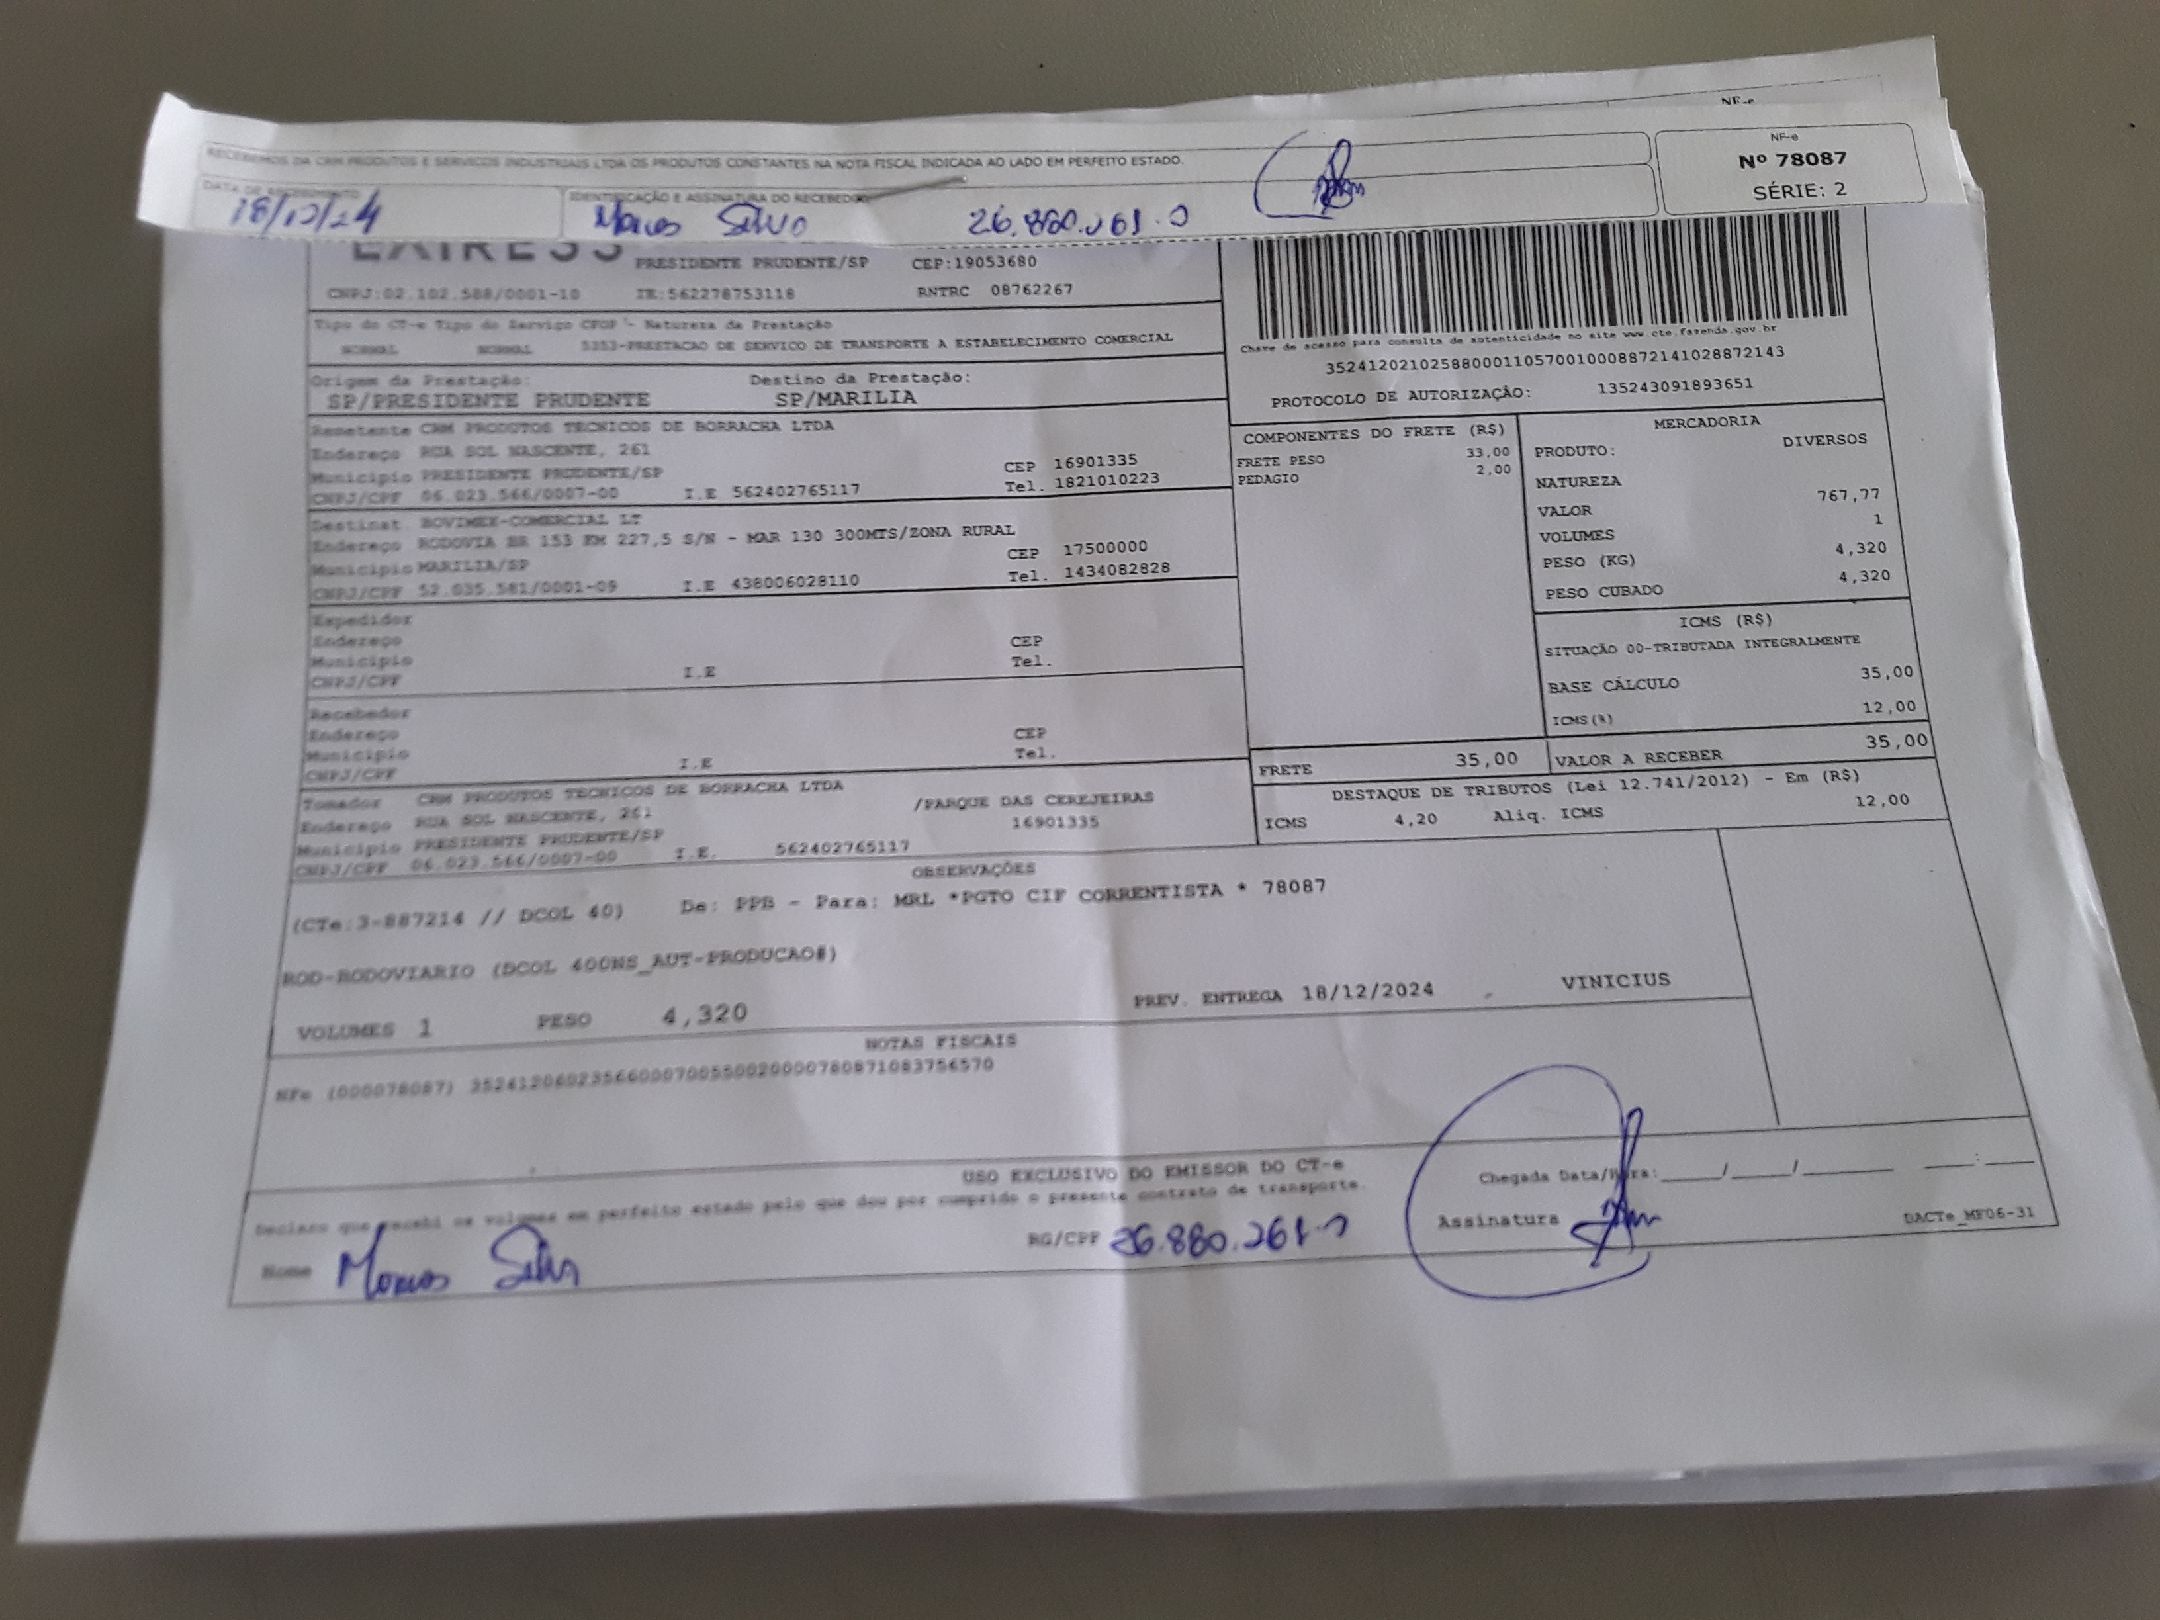 NF-e
RECEBEMOS DA CRM PRODUTOS E SERVICOS INDUSTRIAIS LTDA OS PRODUTOS CONSTANTES NA NOTA FISCAL INDICADA AO LADO EM PERFEITO ESTADO.
NF-e
Nº 78087
SÉRIE: 2
DATA DE RECEBIMENTO
18/12/24
IDENTIFICAÇÃO E ASSINATURA DO RECEBEDOR
Marcos Silva
PRESIDENTE PRUDENTE/SP CEP:19053680
CNPJ:02.102.588/0001-10 IE:562278753118 RNTRC 08762267
Tipo do CT-e Tipo do Serviço CFOP - Natureza da Prestação
NORMAL NORMAL 5353-PRESTACAO DE SERVICO DE TRANSPORTE A ESTABELECIMENTO COMERCIAL
Chave de acesso para consulta de autenticidade no site www.cte.fazenda.gov.br
35241202102588000110570010008872141028872143
PROTOCOLO DE AUTORIZAÇÃO: 135243091893651
Origem da Prestação: Destino da Prestação:
SP/PRESIDENTE PRUDENTE SP/MARILIA
Remetente CRM PRODUTOS TECNICOS DE BORRACHA LTDA
Endereço RUA SOL NASCENTE, 261
Municipio PRESIDENTE PRUDENTE/SP CEP 16901335
CNPJ/CPF 06.023.566/0007-00 I.E 562402765117 Tel. 1821010223
Destinat. BOVIMEX-COMERCIAL LT
Endereço RODOVIA BR 153 KM 227,5 S/N - MAR 130 300MTS/ZONA RURAL
Municipio MARILIA/SP CEP 17500000
CNPJ/CPF 52.035.581/0001-09 I.E 438006028110 Tel. 1434082828
Expedidor
Endereço CEP
Municipio Tel.
CNPJ/CPF I.E
Recebedor
Endereço CEP
Municipio Tel.
CNPJ/CPF I.E
Tomador CRM PRODUTOS TECNICOS DE BORRACHA LTDA
Endereço RUA SOL NASCENTE, 261 /PARQUE DAS CEREJEIRAS
Municipio PRESIDENTE PRUDENTE/SP 16901335
CNPJ/CPF 06.023.566/0007-00 I.E. 562402765117
COMPONENTES DO FRETE (R$)
FRETE PESO 33,00
PEDAGIO 2,00
MERCADORIA
PRODUTO: DIVERSOS
NATUREZA
VALOR 767,77
VOLUMES 1
PESO (KG) 4,320
PESO CUBADO 4,320
ICMS (R$)
SITUAÇÃO 00-TRIBUTADA INTEGRALMENTE
BASE CÁLCULO 35,00
ICMS(%) 12,00
FRETE 35,00 VALOR A RECEBER 35,00
DESTAQUE DE TRIBUTOS (Lei 12.741/2012) - Em (R$)
ICMS 4,20 Aliq. ICMS 12,00
OBSERVAÇÕES
(CTe:3-887214 // DCOL 40) De: PPB - Para: MRL *PGTO CIF CORRENTISTA * 78087
ROD-RODOVIARIO (DCOL 400NS_AUT-PRODUCAO#)
VOLUMES 1 PESO 4,320 PREV. ENTREGA 18/12/2024 VINICIUS
NOTAS FISCAIS
NFe (000078087) 35241206023566000700550020000780871083756570
USO EXCLUSIVO DO EMISSOR DO CT-e
Declaro que recebi os volumes em perfeito estado pelo que dou por cumprido o presente contrato de transporte.
Chegada Data/Hora:____/____/______ ___:___
Nome Marcos Silva RG/CPF 26.880.261- Assinatura
DACTe_MF06-31